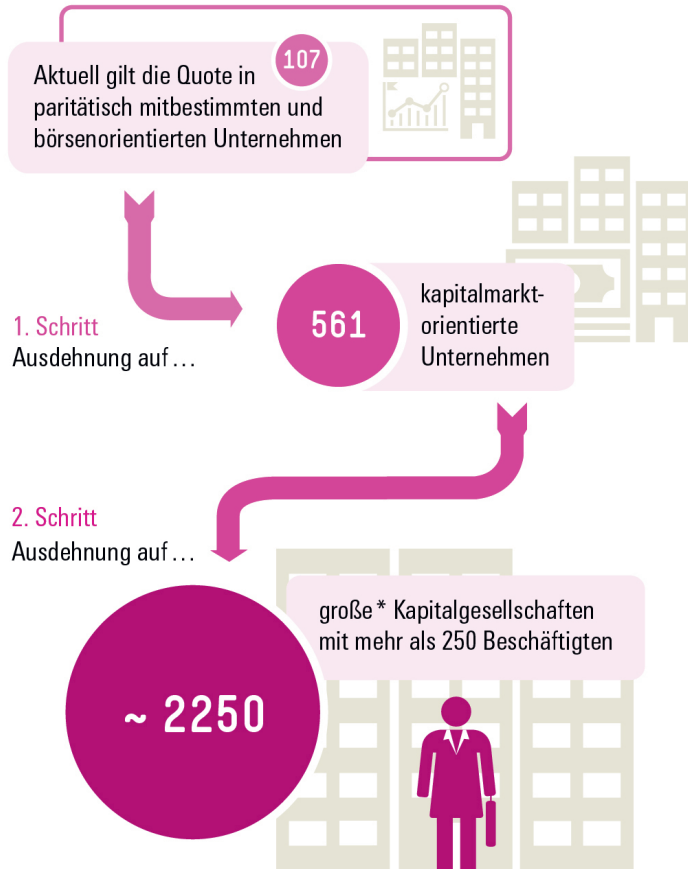 107
Aktuell gilt die Quote in
paritätisch mitbestimmten und
börsenorientierten Unternehmen
1. Schritt
Ausdehnung auf …
561
kapitalmarkt-
orientierte
Unternehmen
2. Schritt
Ausdehnung auf …
~ 2250
große * Kapitalgesellschaften
mit mehr als 250 Beschäftigten